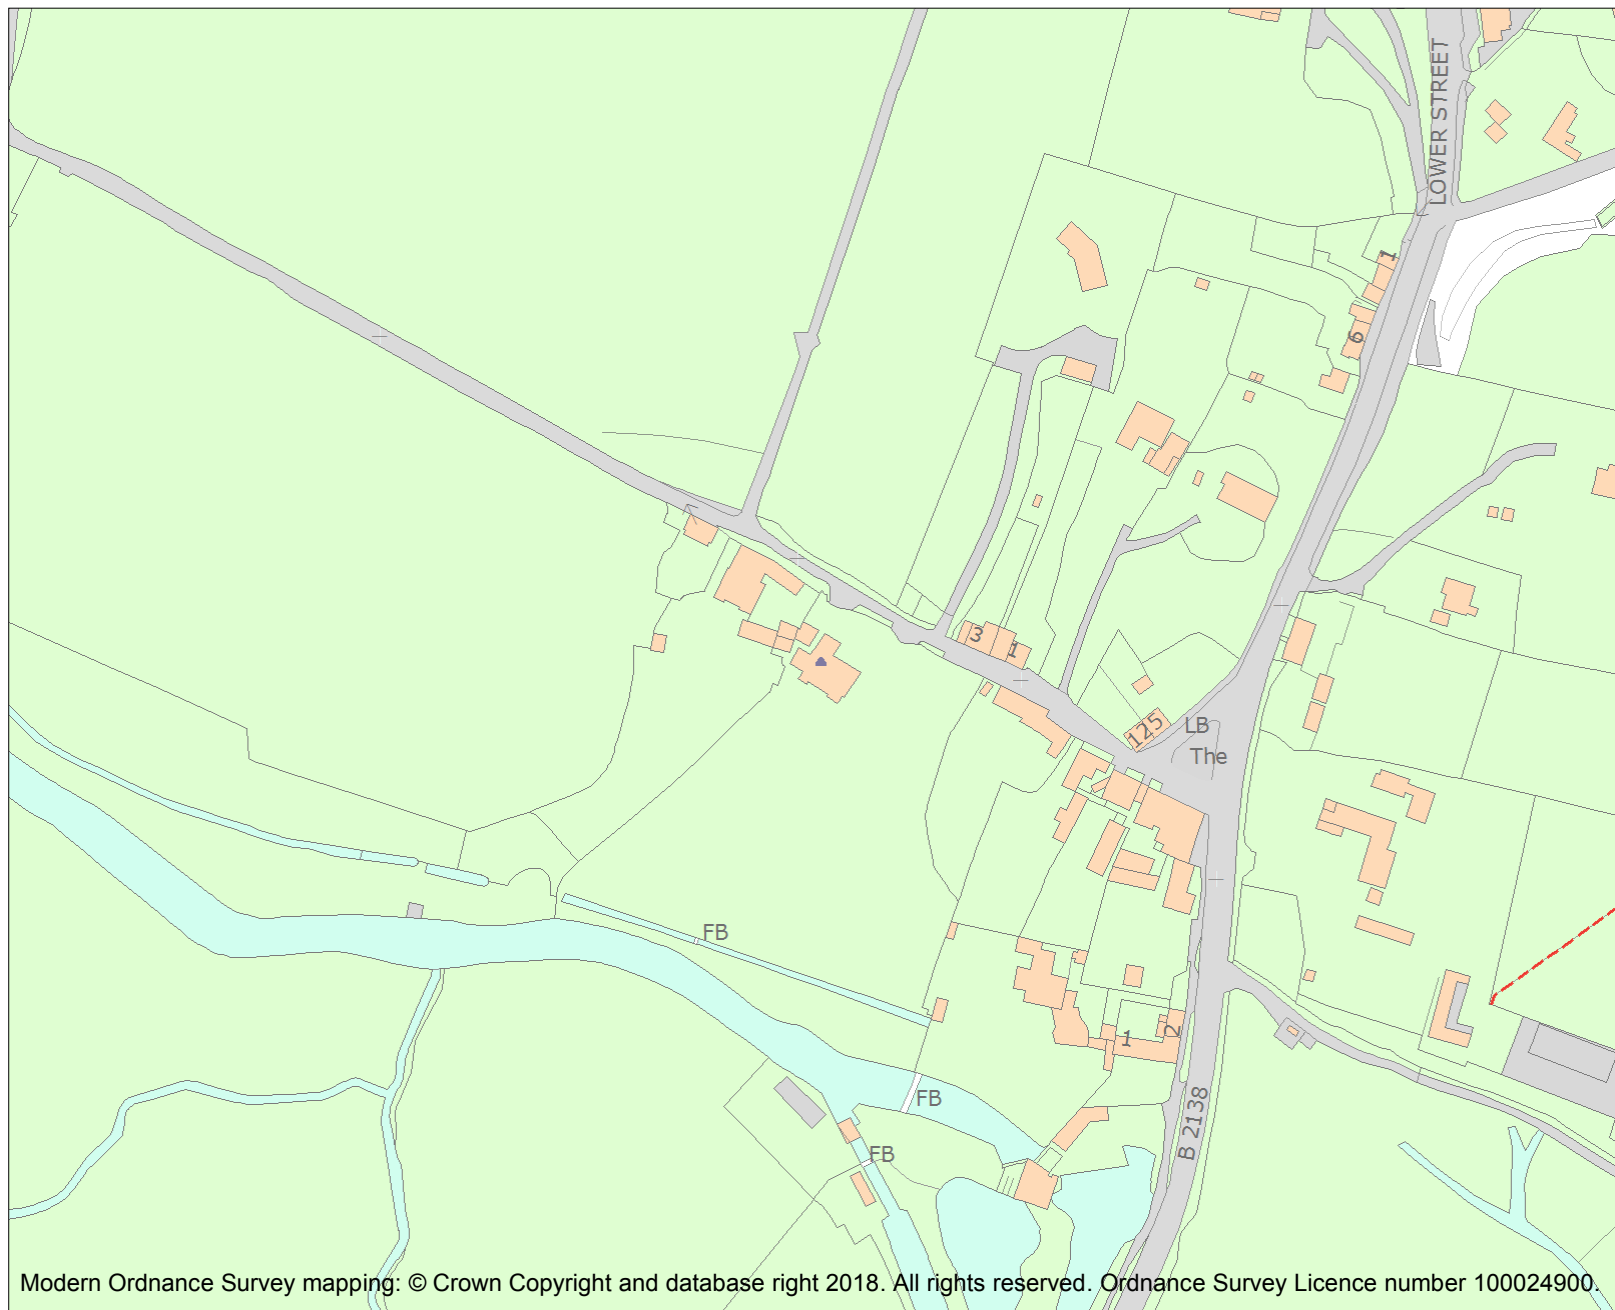 LOWER STREET
1
6
3
1
125
LB
The
FB
1
2
FB
B 2138
FB
Modern Ordnance Survey mapping: © Crown Copyright and database right 2018. All rights reserved. Ordnance Survey Licence number 100024900.